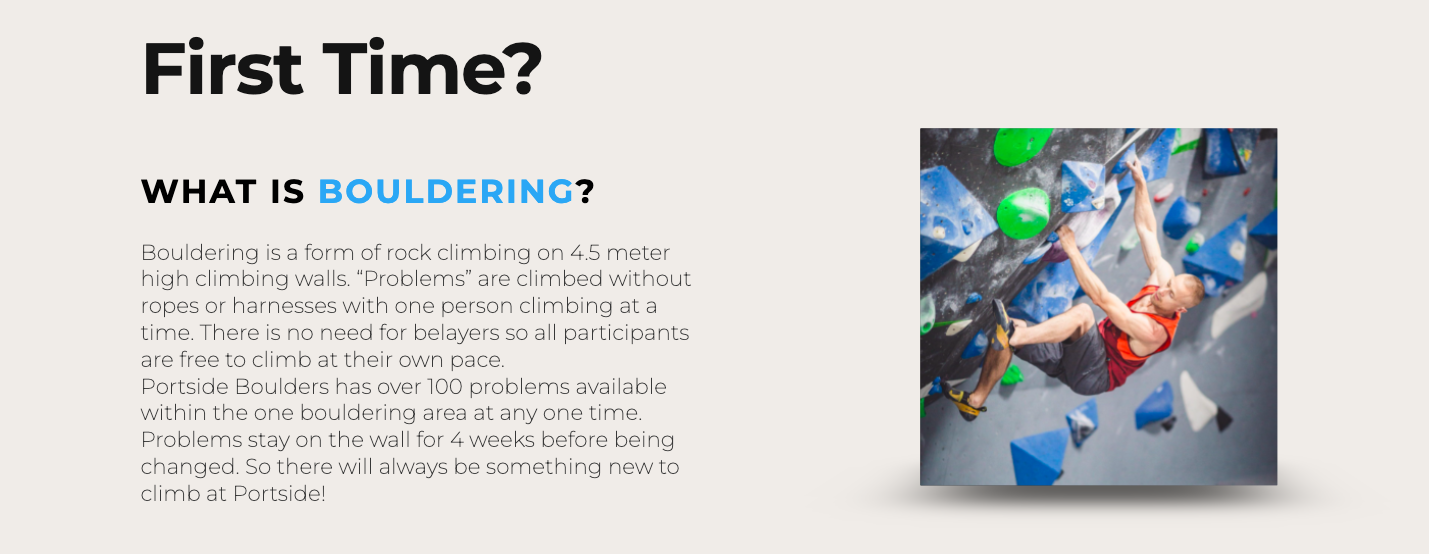 First Time?
WHAT IS BOULDERING?
Bouldering is a form of rock climbing on 4.5 meter
high climbing walls. “Problems” are climbed without
ropes or harnesses with one person climbing at a
time. There is no need for belayers so all participants
are free to climb at their own pace.
Portside Boulders has over 100 problems available
within the one bouldering area at any one time.
Problems stay on the wall for 4 weeks before being
changed. So there will always be something new to
climb at Portside!